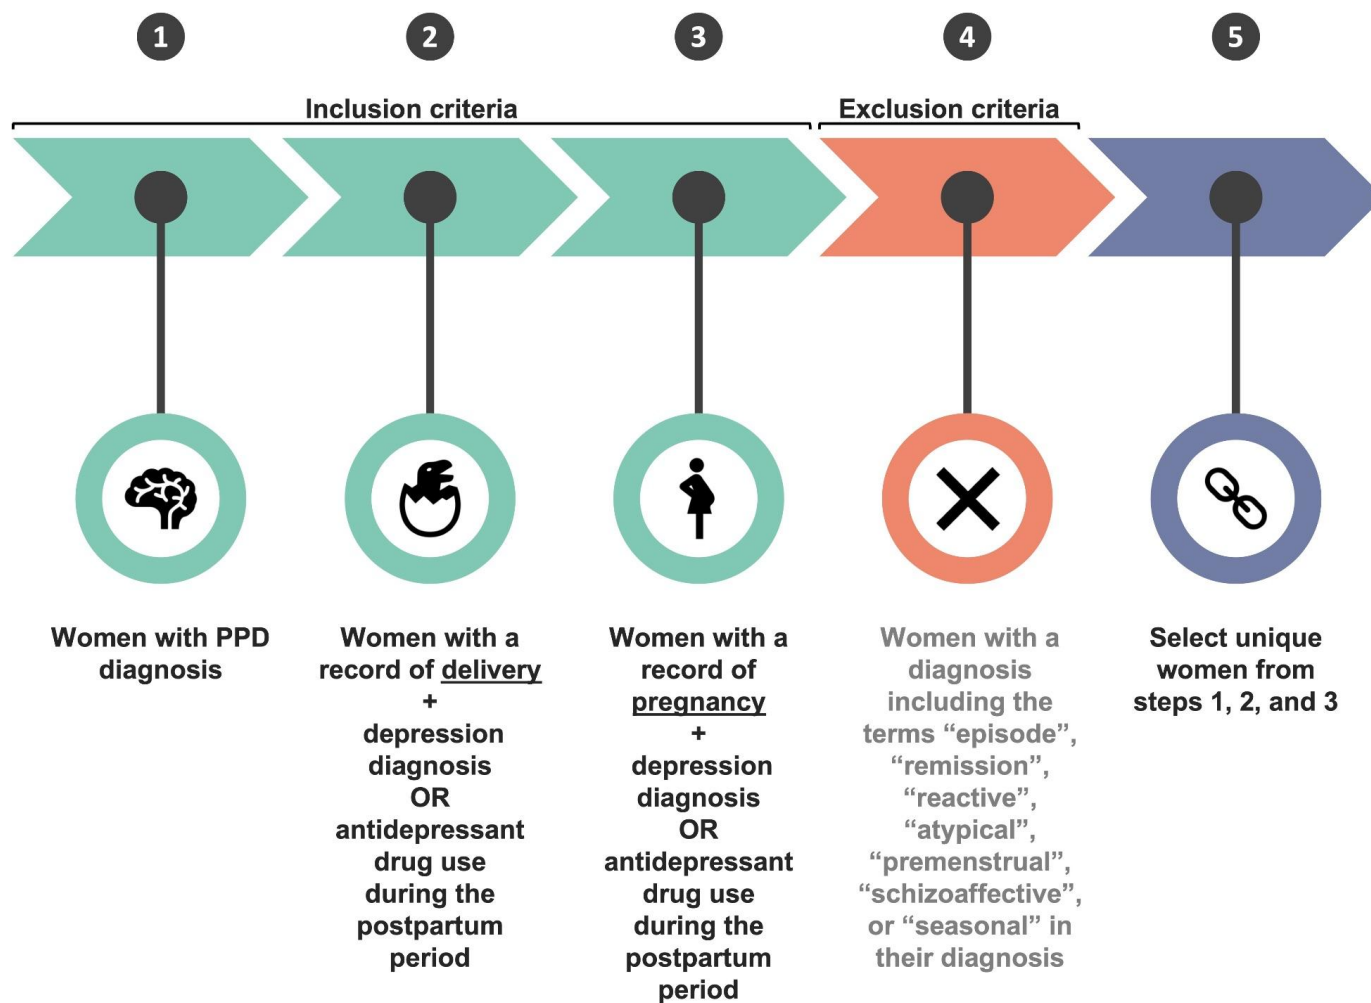 1
2
3
4
5
Inclusion criteria
Exclusion criteria
Women with PPD
diagnosis
Women with a
record of delivery
+
depression
diagnosis
OR
antidepressant
drug use
during the
postpartum
period
Women with a
record of
pregnancy
+
depression
diagnosis
OR
antidepressant
drug use
during the
postpartum
period
Women with a
diagnosis
including the
terms “episode”,
“remission”,
“reactive”,
“atypical”,
“premenstrual”,
“schizoaffective”,
or “seasonal” in
their diagnosis
Select unique
women from
steps 1, 2, and 3